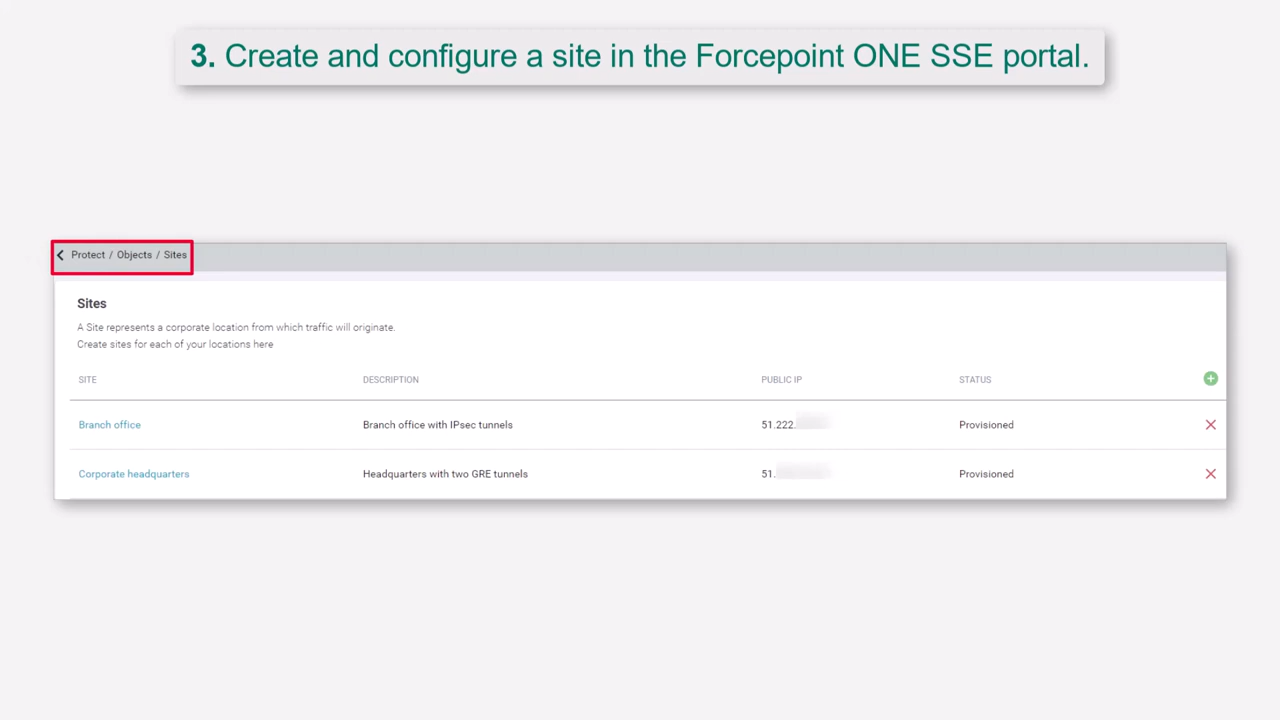 3. Create and configure a site in the Forcepoint ONE SSE portal.
Protect / Objects / Sites
Sites
A Site represents a corporate location from which traffic will originate.
Create sites for each of your locations here
SITE DESCRIPTION PUBLIC IP STATUS
Branch office Branch office with IPsec tunnels 51.222. Provisioned
Corporate headquarters Headquarters with two GRE tunnels 51. Provisioned